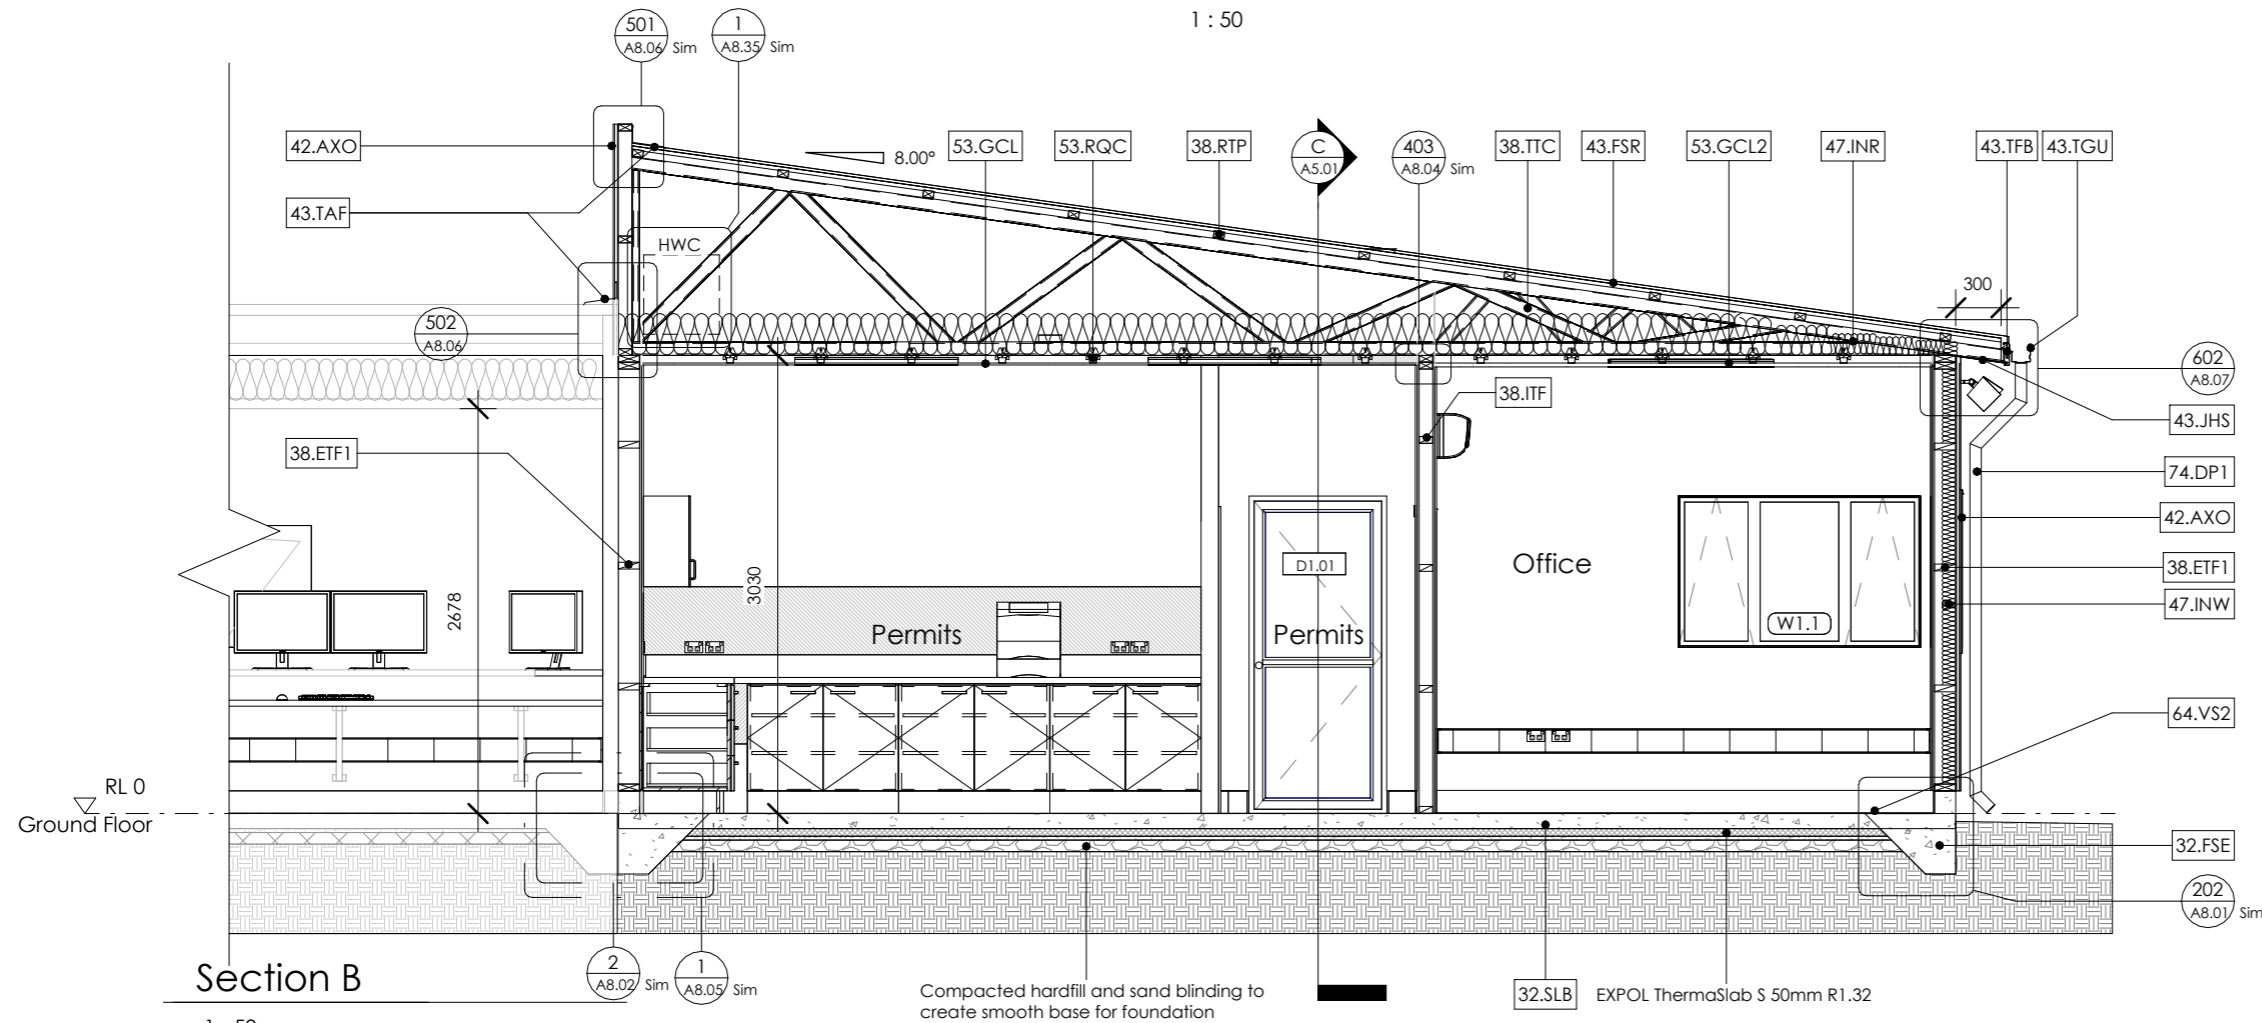 1 : 50
501
A8.06 Sim
1
A8.35 Sim
42.AXO
8.00°
53.GCL
53.RQC
38.RTP
C
A5.01
403
A8.04 Sim
38.TTC
43.FSR
53.GCL2
47.INR
43.TFB
43.TGU
43.TAF
HWC
300
502
A8.06
602
A8.07
38.ITF
43.JHS
38.ETF1
74.DP1
42.AXO
D1.01
Office
38.ETF1
3030
2678
47.INW
Permits
Permits
W1.1
64.VS2
RL 0
Ground Floor
32.FSE
202
A8.01 Sim
Section B
2
A8.02 Sim
1
A8.05 Sim
Compacted hardfill and sand blinding to
create smooth base for foundation
32.SLB
EXPOL ThermaSlab S 50mm R1.32